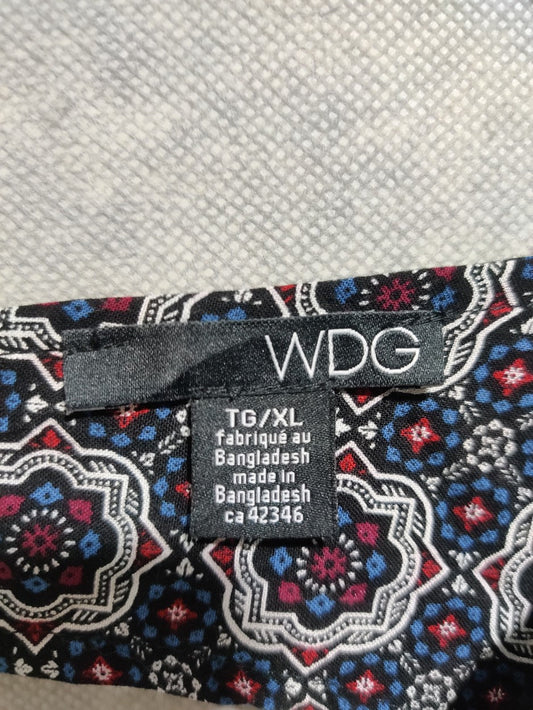 WDG
TG/XL
fabriqué au
Bangladesh
made in
Bangladesh
ca 42346